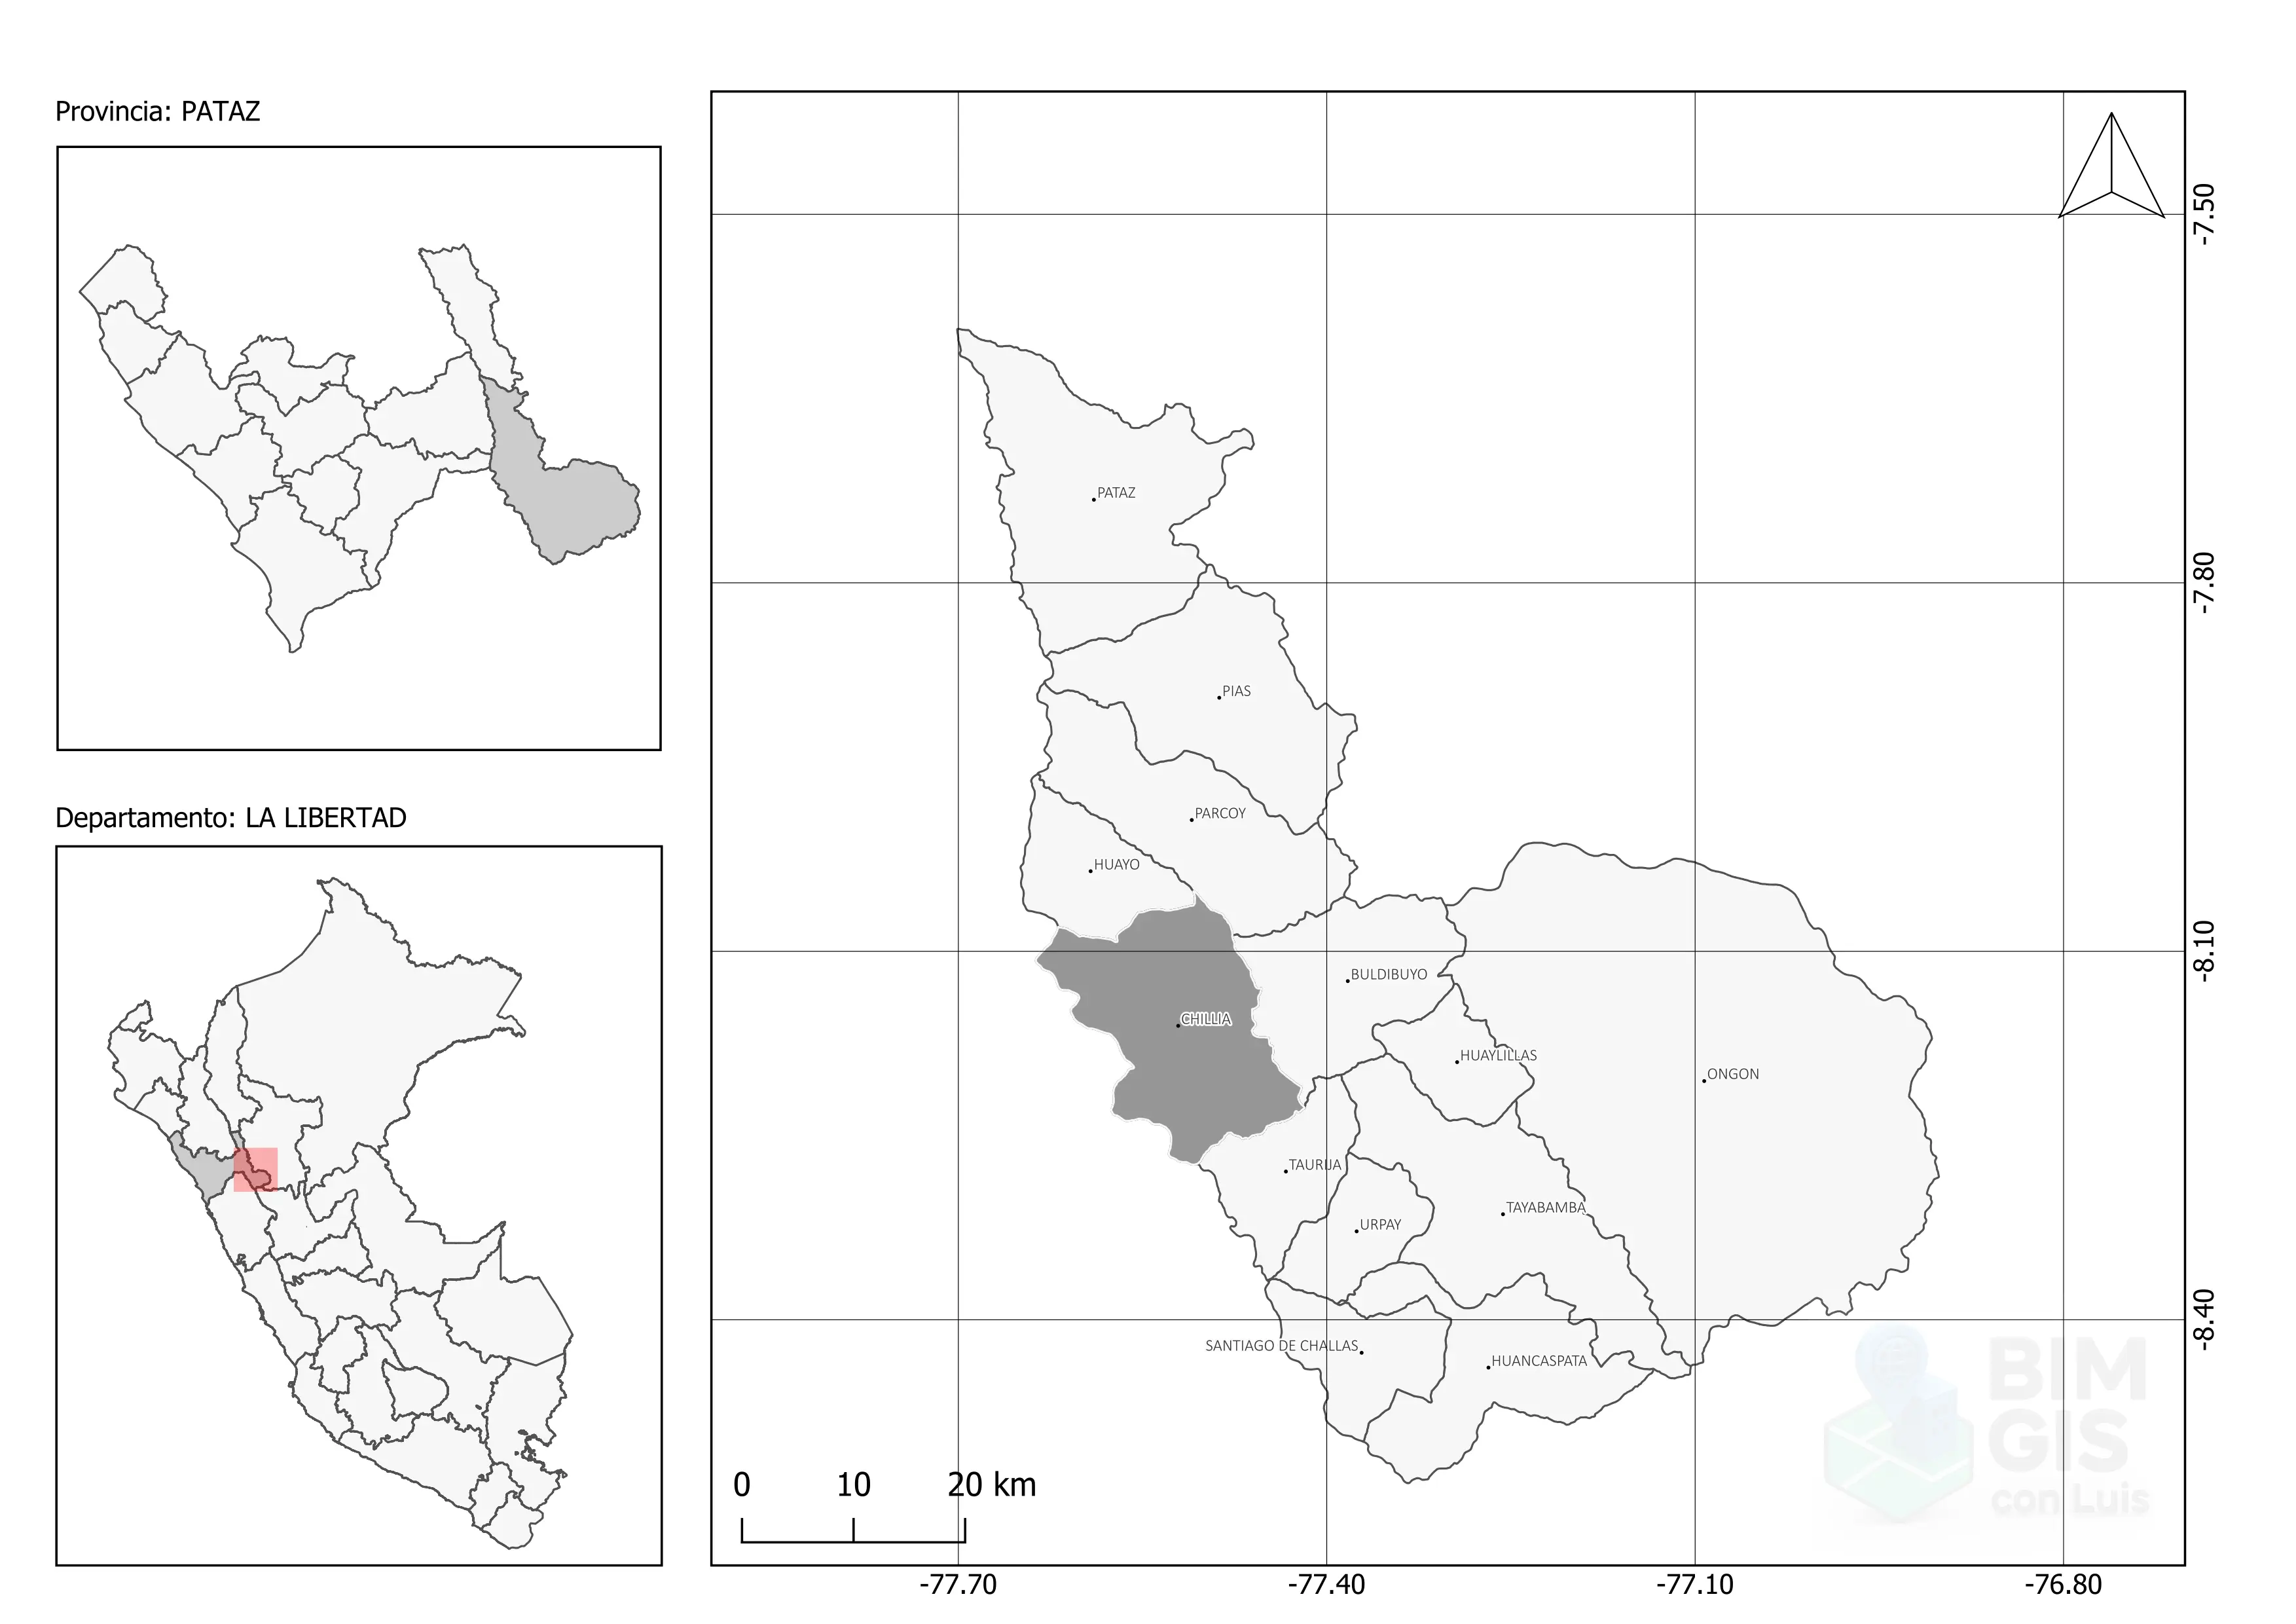 Provincia: PATAZ
Departamento: LA LIBERTAD
PATAZ
PIAS
PARCOY
HUAYO
BULDIBUYO
CHILLIA
HUAYLILLAS
ONGON
TAURIJA
TAYABAMBA
URPAY
SANTIAGO DE CHALLAS
HUANCASPATA
-7.50
-7.80
-8.10
-8.40
0 10 20 km
-77.70 -77.40 -77.10 -76.80
BIM
GIS
con Luis